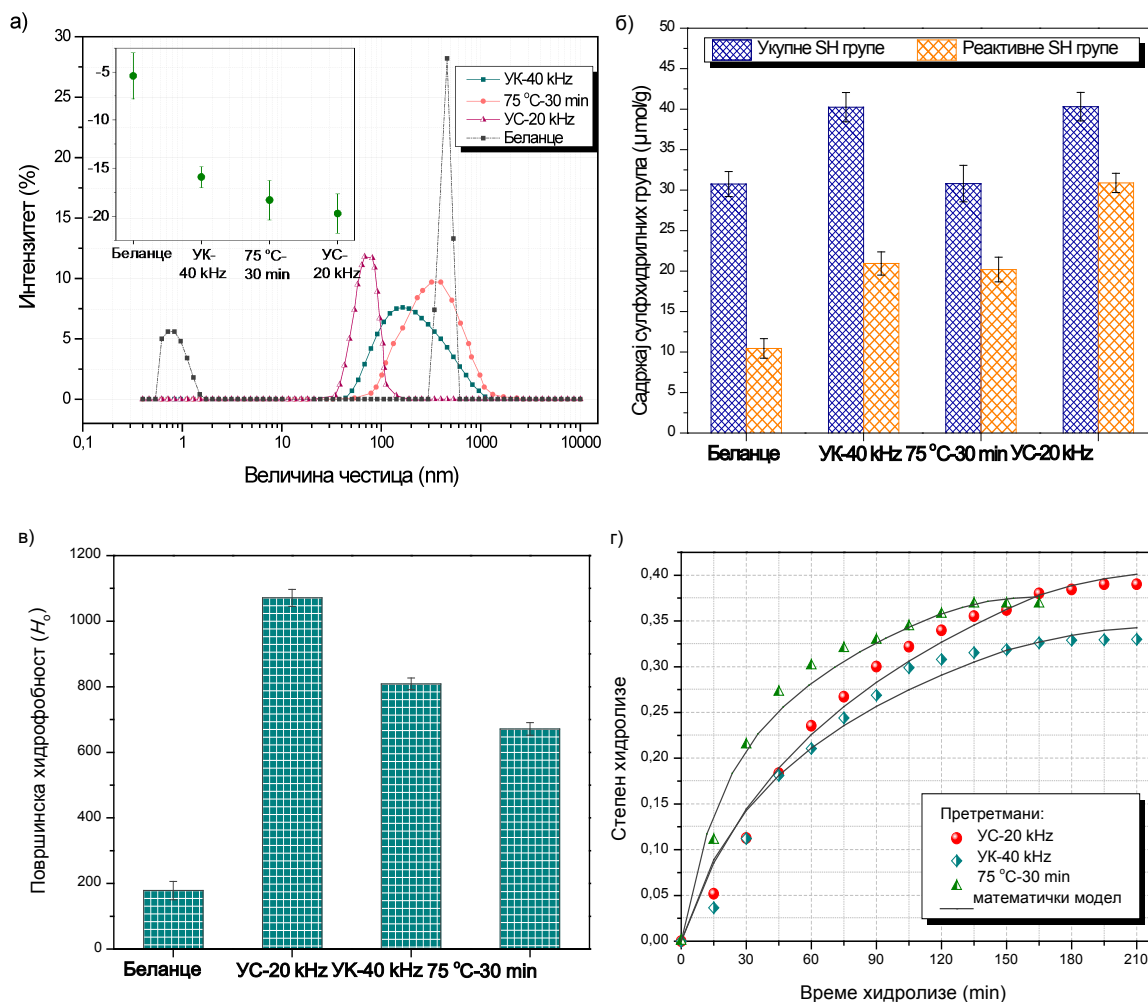 а)
Интензитет (%)
30
25
20
15
10
5
0
-5
-10
-15
-20
Беланце
УК-
40 kHz
75 °C-
30 min
УС-
20 kHz
УК-40 kHz
75 °C-30 min
УС-20 kHz
Беланце
0,1
1
10
100
1000
10000
Величина честица (nm)
б)
Садржај сулфхидрилних група (µmol/g)
50
45
40
35
30
25
20
15
10
5
0
Укупне SH групе
Реактивне SH групе
Беланце
УК-40 kHz 75 °C-30 min УС-20 kHz
в)
Површинска хидрофобност (Hо)
1200
1000
800
600
400
200
0
Беланце
УС-20 kHz УК-40 kHz 75 °C-30 min
г)
Степен хидролизе
0,40
0,35
0,30
0,25
0,20
0,15
0,10
0,05
0,00
Претретмани:
УС-20 kHz
УК-40 kHz
75 °C-30 min
математички модел
0
30
60
90
120
150
180
210
Време хидролизе (min)